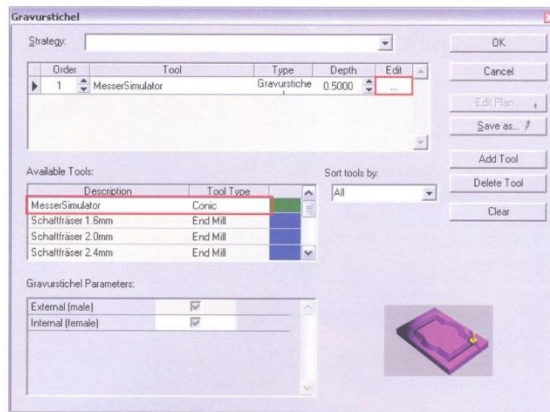 Gravurstichel
Strategy:
OK
Cancel
Edit Plan...
Save as...
Add Tool
Delete Tool
Clear
Order Tool Type Depth Edit
1 MesserSimulator Gravurstiche 0.5000 ...
Available Tools:
Sort tools by:
All
Description Tool Type
MesserSimulator Conic
Schaftfräser 1.6mm End Mill
Schaftfräser 2.0mm End Mill
Schaftfräser 2.4mm End Mill
Gravurstichel Parameters:
External (male)
Internal (female)